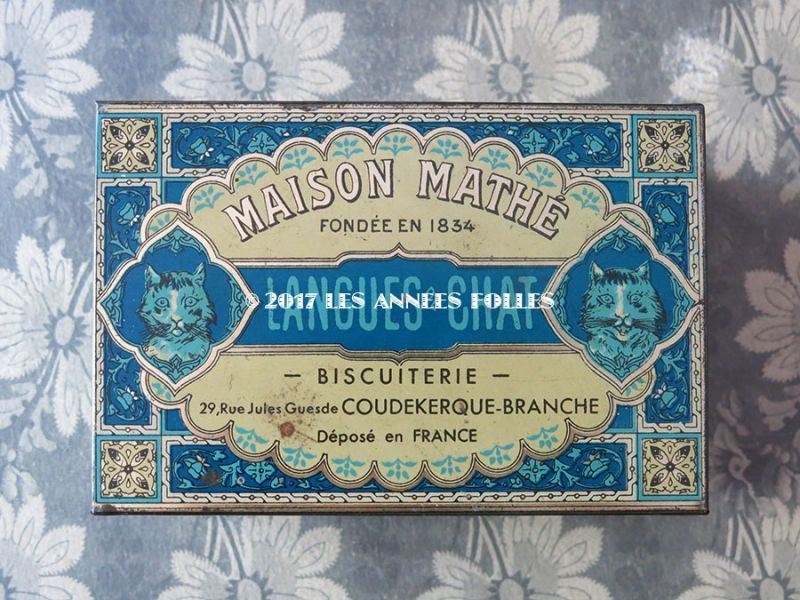 MAISON MATHÉ
FONDÉE EN 1834
LANGUES CHAT
© 2017 LES ANNEES FOLLES
— BISCUITERIE —
29, Rue Jules Guesde COUDEKERQUE-BRANCHE
Déposé en FRANCE